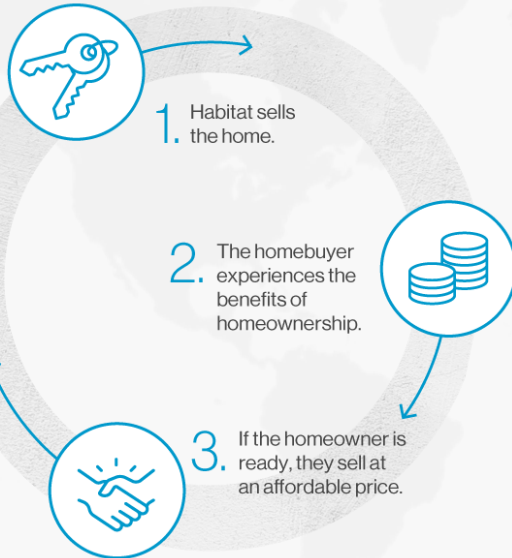 1. Habitat sells
the home.
2. The homebuyer
experiences the
benefits of
homeownership.
3. If the homeowner is
ready, they sell at
an affordable price.